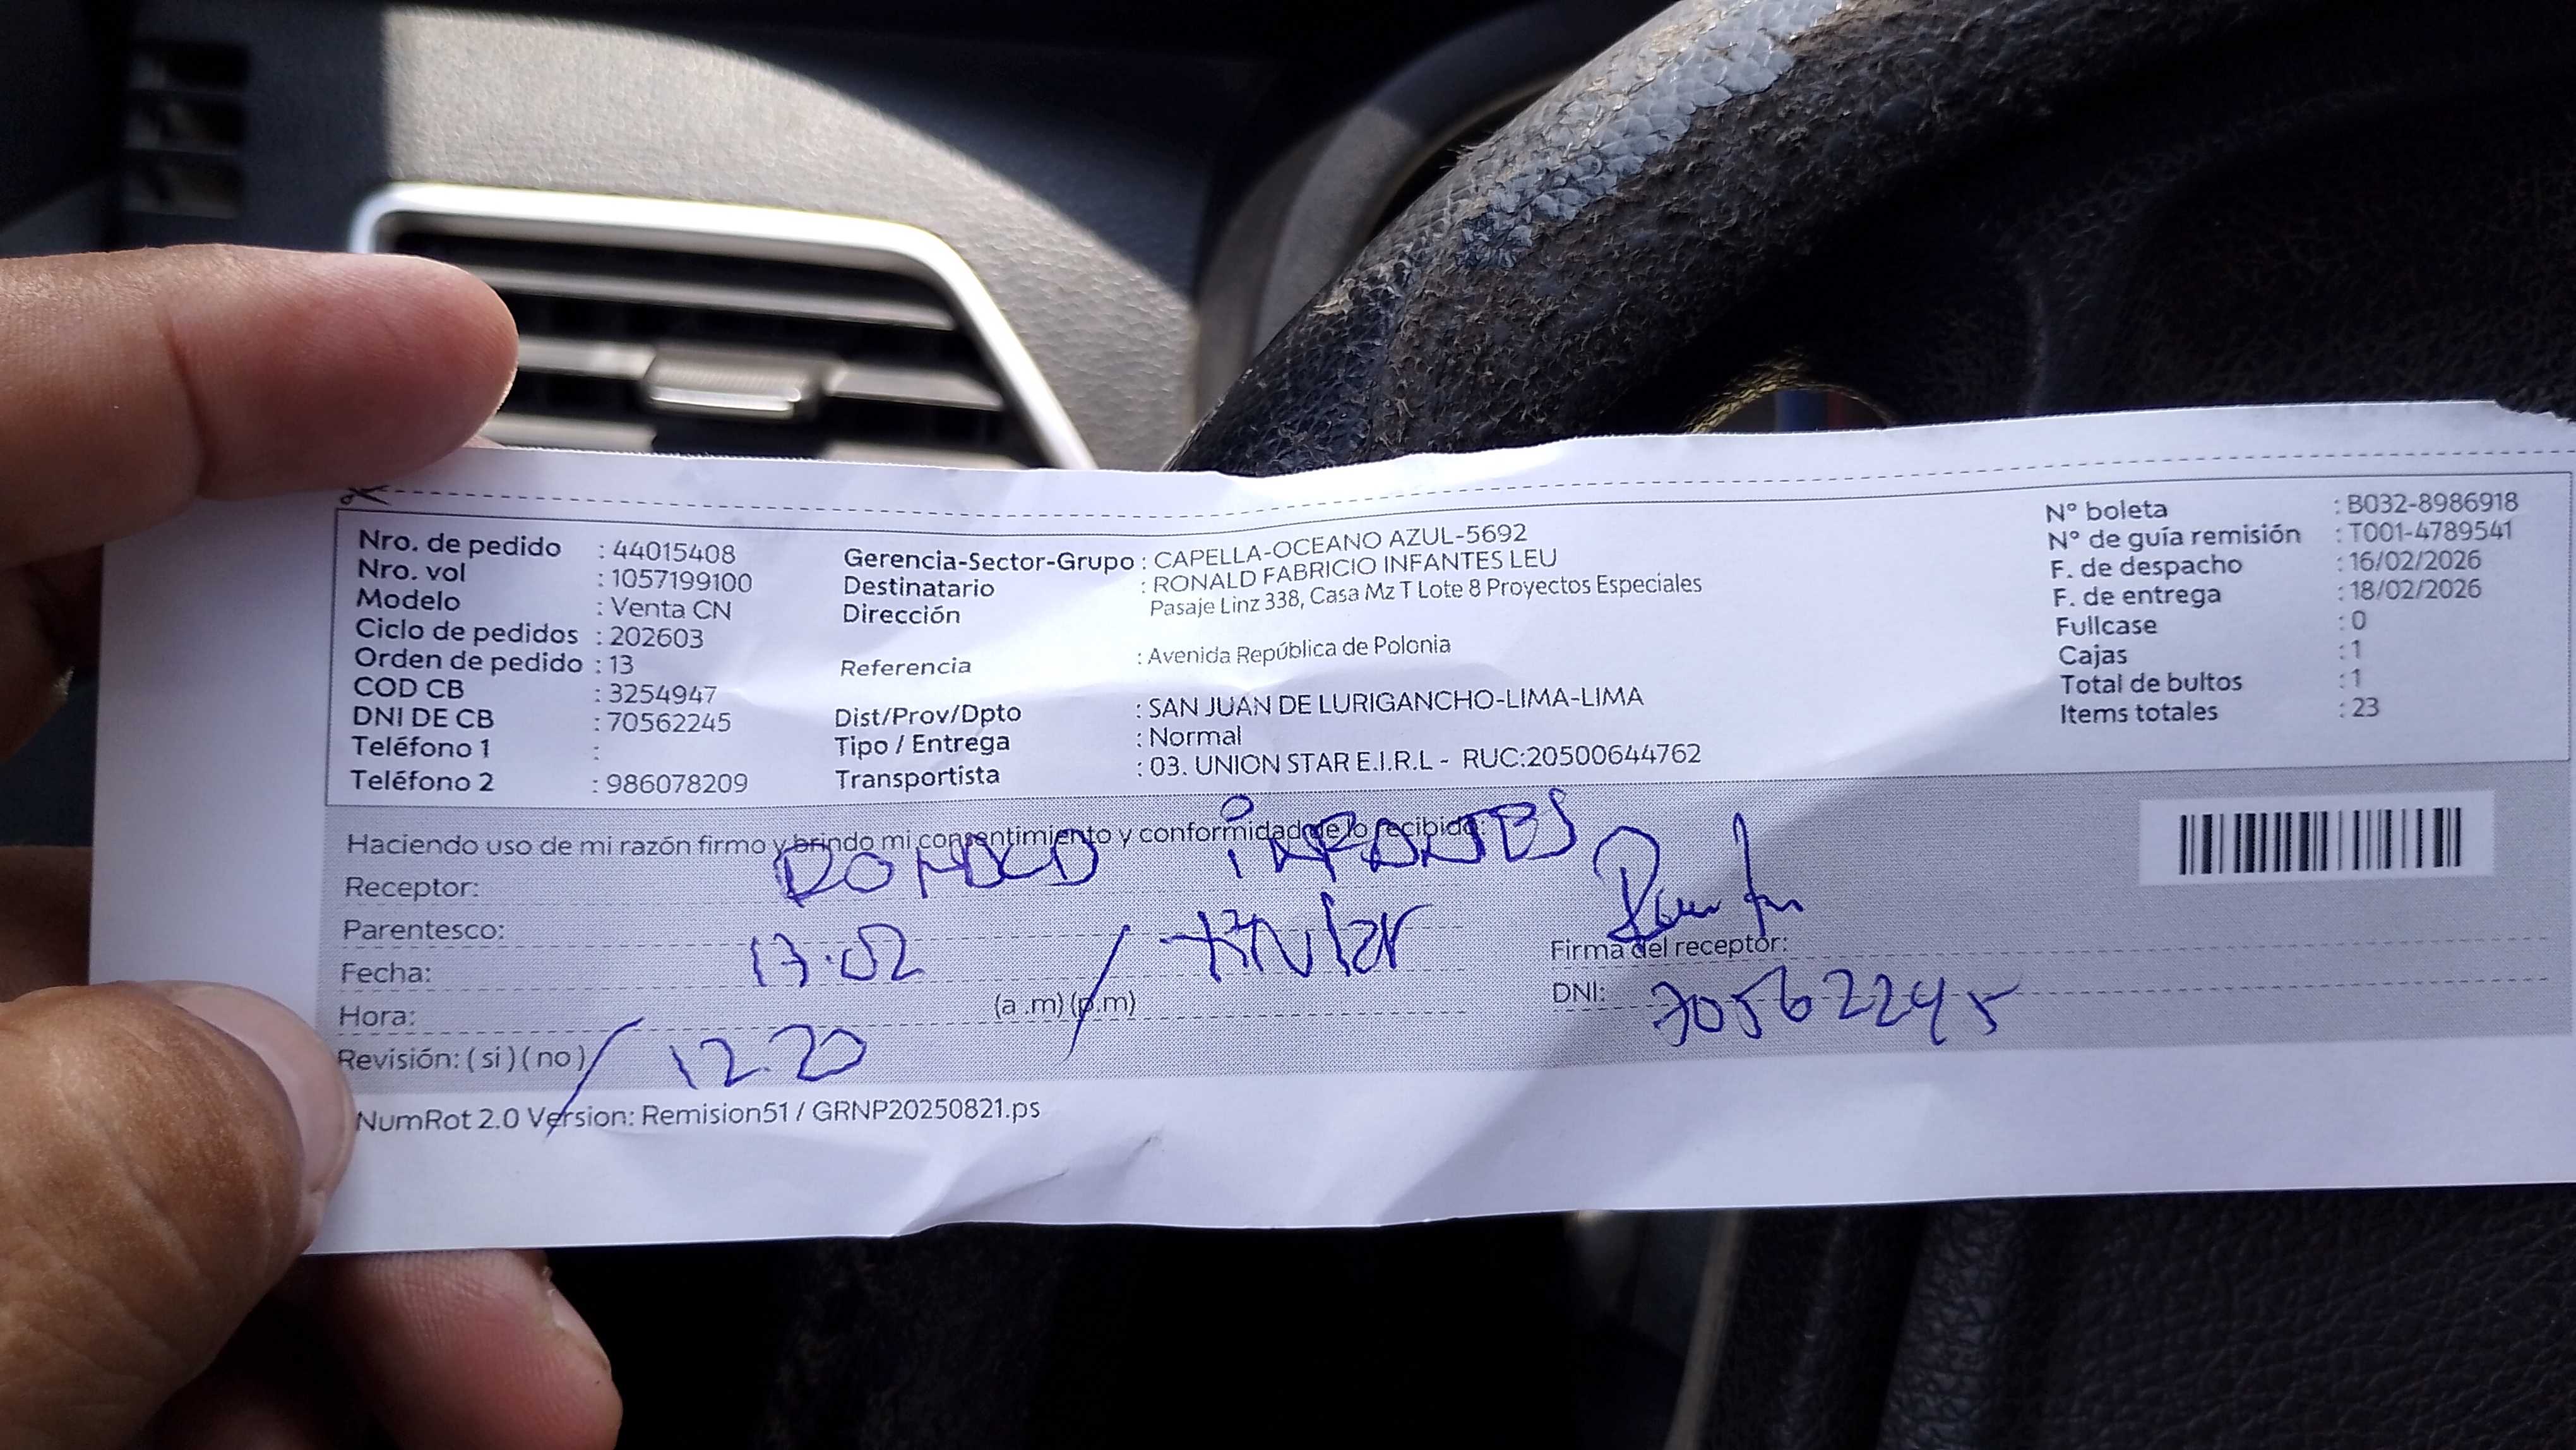 Nro. de pedido : 44015408
Nro. vol : 1057199100
Modelo : Venta CN
Ciclo de pedidos : 202603
Orden de pedido : 13
COD CB : 3254947
DNI DE CB : 70562245
Teléfono 1 :
Teléfono 2 : 986078209
Gerencia-Sector-Grupo : CAPELLA-OCEANO AZUL-5692
Destinatario : RONALD FABRICIO INFANTES LEU
Dirección : Pasaje Linz 338, Casa Mz T Lote 8 Proyectos Especiales
Referencia : Avenida República de Polonia
Dist/Prov/Dpto : SAN JUAN DE LURIGANCHO-LIMA-LIMA
Tipo / Entrega : Normal
Transportista : 03. UNION STAR E.I.R.L - RUC:20500644762
N° boleta : B032-8986918
N° de guía remisión : T001-4789541
F. de despacho : 16/02/2026
F. de entrega : 18/02/2026
Fullcase : 0
Cajas : 1
Total de bultos : 1
Items totales : 23
Haciendo uso de mi razón firmo y brindo mi consentimiento y conformidad de lo recibido:
Receptor: INFANTES
Parentesco: titular
Fecha: 17.02
Hora: (a.m) (p.m)
Revisión: ( si ) ( no ) 12.20
Firma del receptor:
DNI: 70562245
NumRot 2.0 Version: Remision51 / GRNP20250821.ps